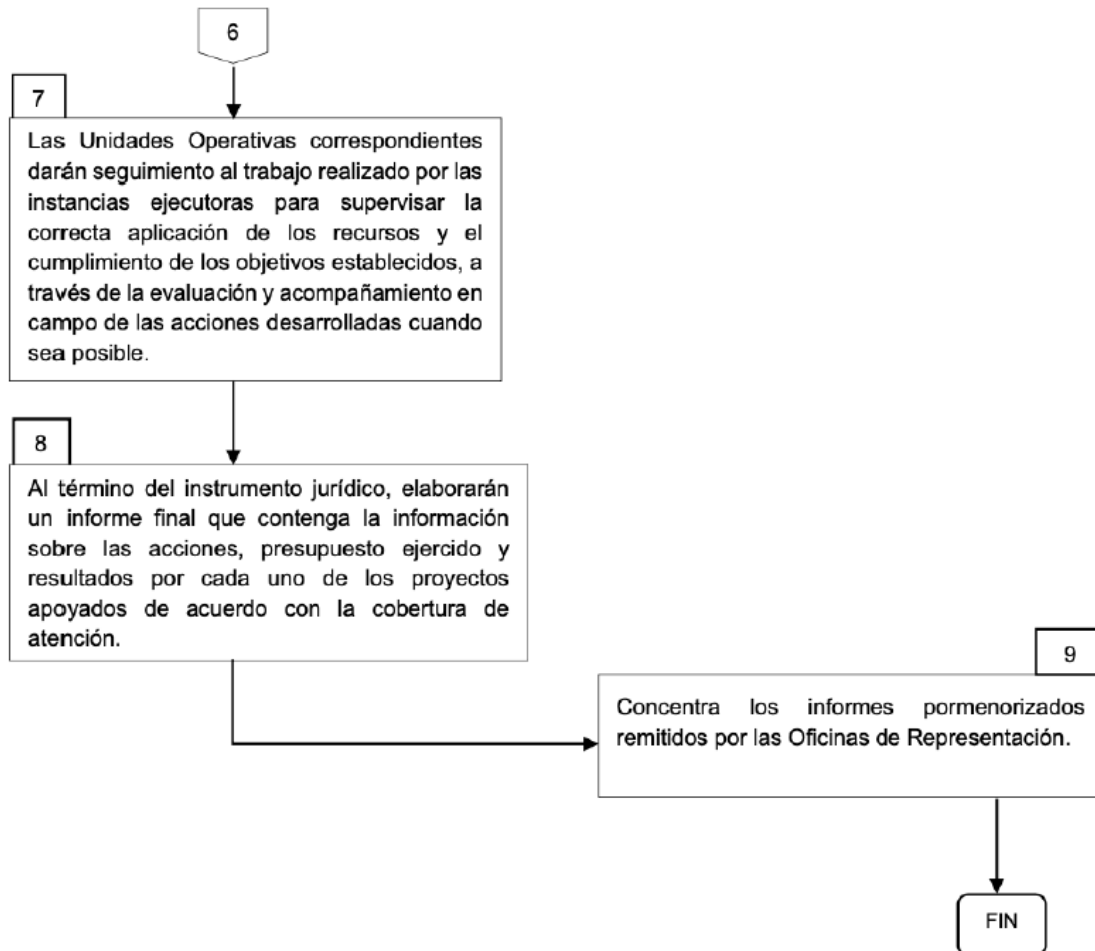 6
7
Las Unidades Operativas correspondientes
darán seguimiento al trabajo realizado por las
instancias ejecutoras para supervisar la
correcta aplicación de los recursos y el
cumplimiento de los objetivos establecidos, a
través de la evaluación y acompañamiento en
campo de las acciones desarrolladas cuando
sea posible.
8
Al término del instrumento jurídico, elaborarán
un informe final que contenga la información
sobre las acciones, presupuesto ejercido y
resultados por cada uno de los proyectos
apoyados de acuerdo con la cobertura de
atención.
9
Concentra los informes pormenorizados
remitidos por las Oficinas de Representación.
FIN